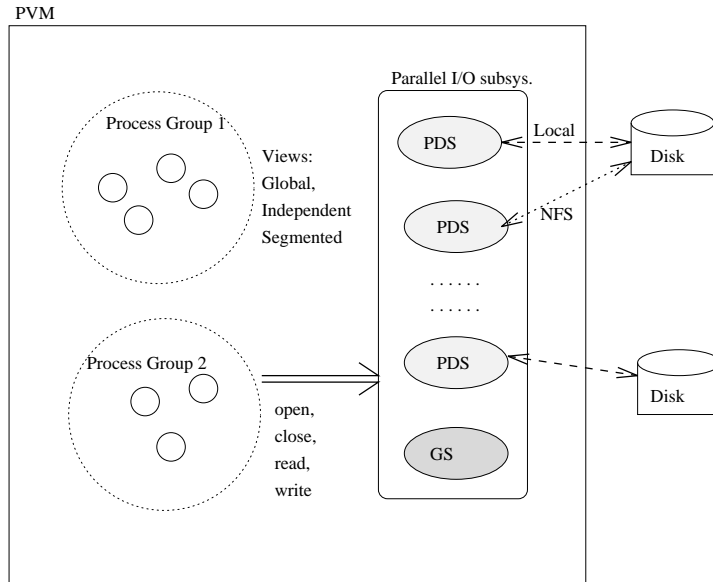 PVM
Parallel I/O subsys.
Process Group 1
Views:
Global,
Independent
Segmented
PDS
Local
Disk
PDS
NFS
. . . . . .
. . . . . .
Process Group 2
PDS
Disk
open,
close,
read,
write
GS